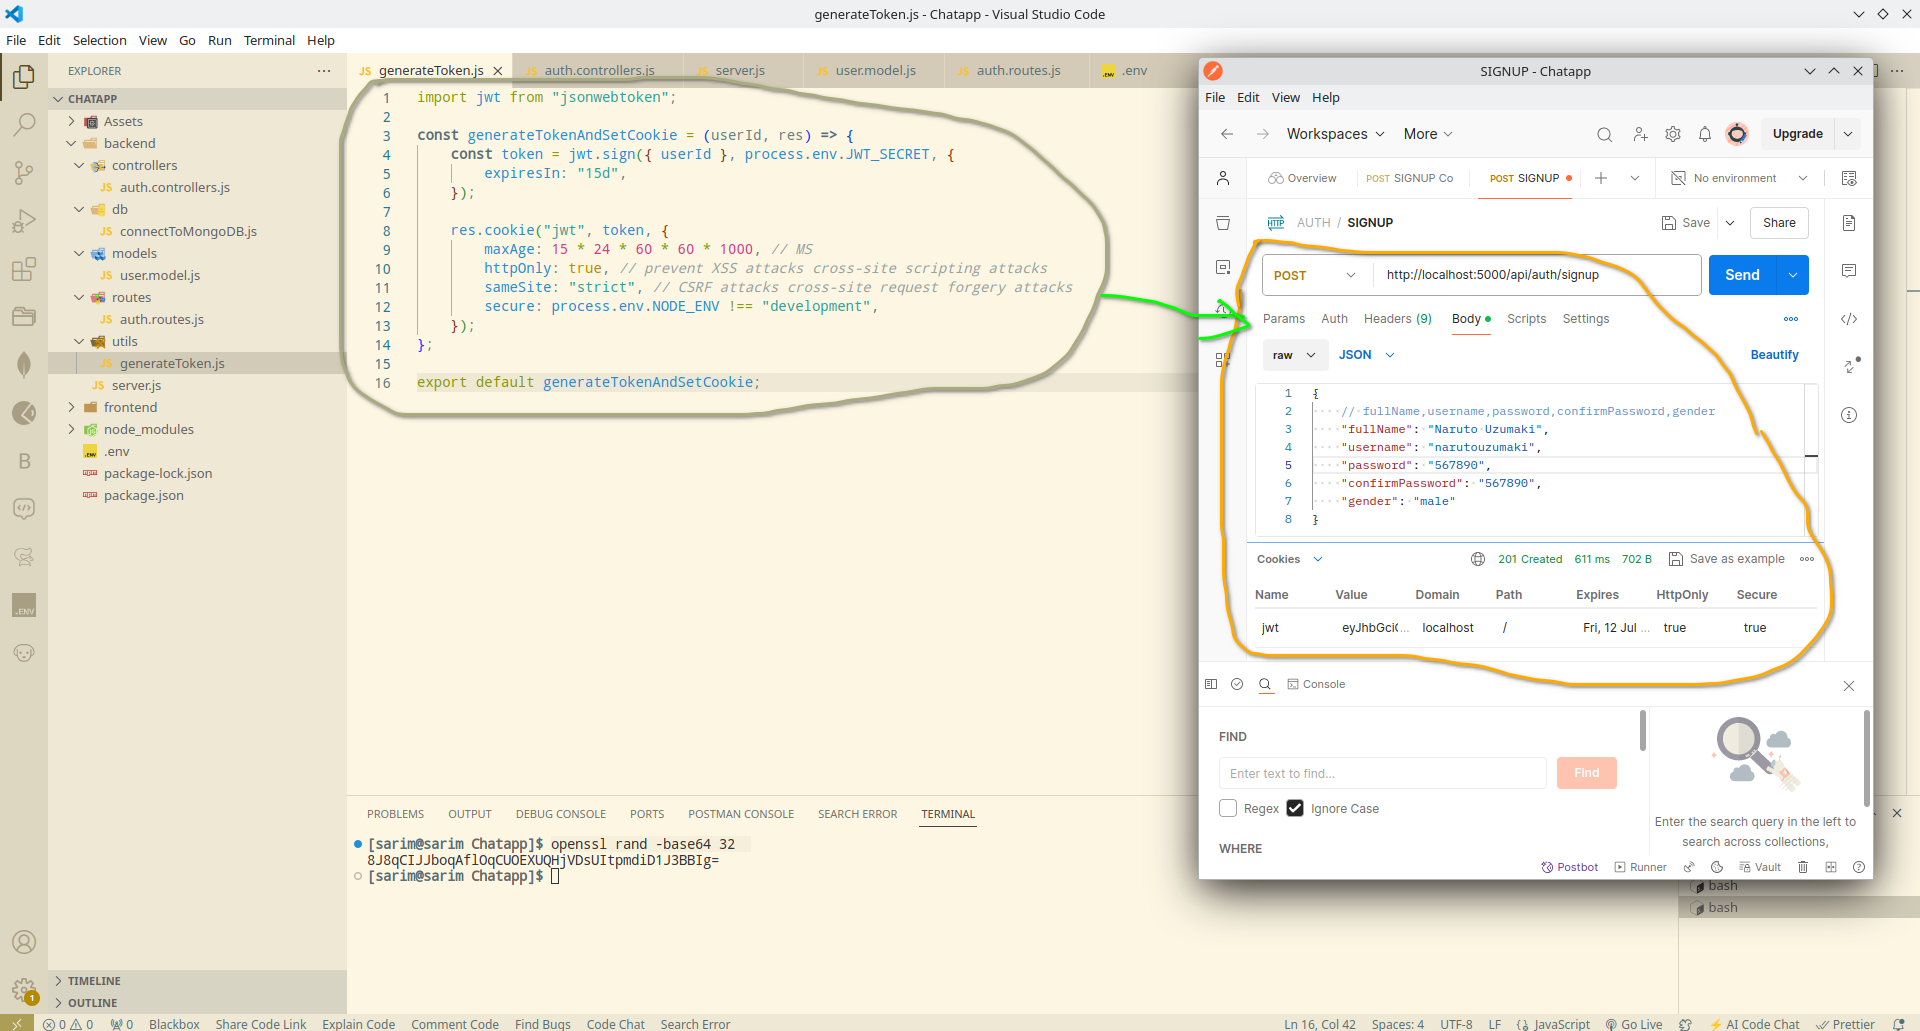 generateToken.js - Chatapp - Visual Studio Code
File Edit Selection View Go Run Terminal Help
EXPLORER
CHATAPP
Assets
backend
controllers
auth.controllers.js
db
connectToMongoDB.js
models
user.model.js
routes
auth.routes.js
utils
generateToken.js
server.js
frontend
node_modules
.env
package-lock.json
package.json
TIMELINE
OUTLINE
JS generateToken.js
JS auth.controllers.js
JS server.js
JS user.model.js
JS auth.routes.js
.env
1 import jwt from "jsonwebtoken";
2
3 const generateTokenAndSetCookie = (userId, res) => {
4 const token = jwt.sign({ userId }, process.env.JWT_SECRET, {
5 expiresIn: "15d",
6 });
7
8 res.cookie("jwt", token, {
9 maxAge: 15 * 24 * 60 * 60 * 1000, // MS
10 httpOnly: true, // prevent XSS attacks cross-site scripting attacks
11 sameSite: "strict", // CSRF attacks cross-site request forgery attacks
12 secure: process.env.NODE_ENV !== "development",
13 });
14 };
15
16 export default generateTokenAndSetCookie;
PROBLEMS OUTPUT DEBUG CONSOLE PORTS POSTMAN CONSOLE SEARCH ERROR TERMINAL
[sarim@sarim Chatapp]$ openssl rand -base64 32
8J8qCIJJboqAflOqCUOEXUQHjVDsUItpmdiD1J3BBIg=
[sarim@sarim Chatapp]$
bash
bash
SIGNUP - Chatapp
File Edit View Help
Workspaces More Upgrade
Overview POST SIGNUP Co POST SIGNUP No environment
HTTP AUTH / SIGNUP Save Share
POST http://localhost:5000/api/auth/signup Send
Params Auth Headers (9) Body Scripts Settings
raw JSON Beautify
1 {
2 // fullName,username,password,confirmPassword,gender
3 "fullName": "Naruto Uzumaki",
4 "username": "narutouzumaki",
5 "password": "567890",
6 "confirmPassword": "567890",
7 "gender": "male"
8 }
Cookies 201 Created 611 ms 702 B Save as example
Name Value Domain Path Expires HttpOnly Secure
jwt eyJhbGci... localhost / Fri, 12 Jul ... true true
Console
FIND
Enter text to find...
Find
Regex Ignore Case
WHERE
Enter the search query in the left to
search across collections,
Postbot Runner Vault
1
0 0 0 Blackbox Share Code Link Explain Code Comment Code Find Bugs Code Chat Search Error
Ln 16, Col 42 Spaces: 4 UTF-8 LF {} JavaScript Go Live AI Code Chat Prettier